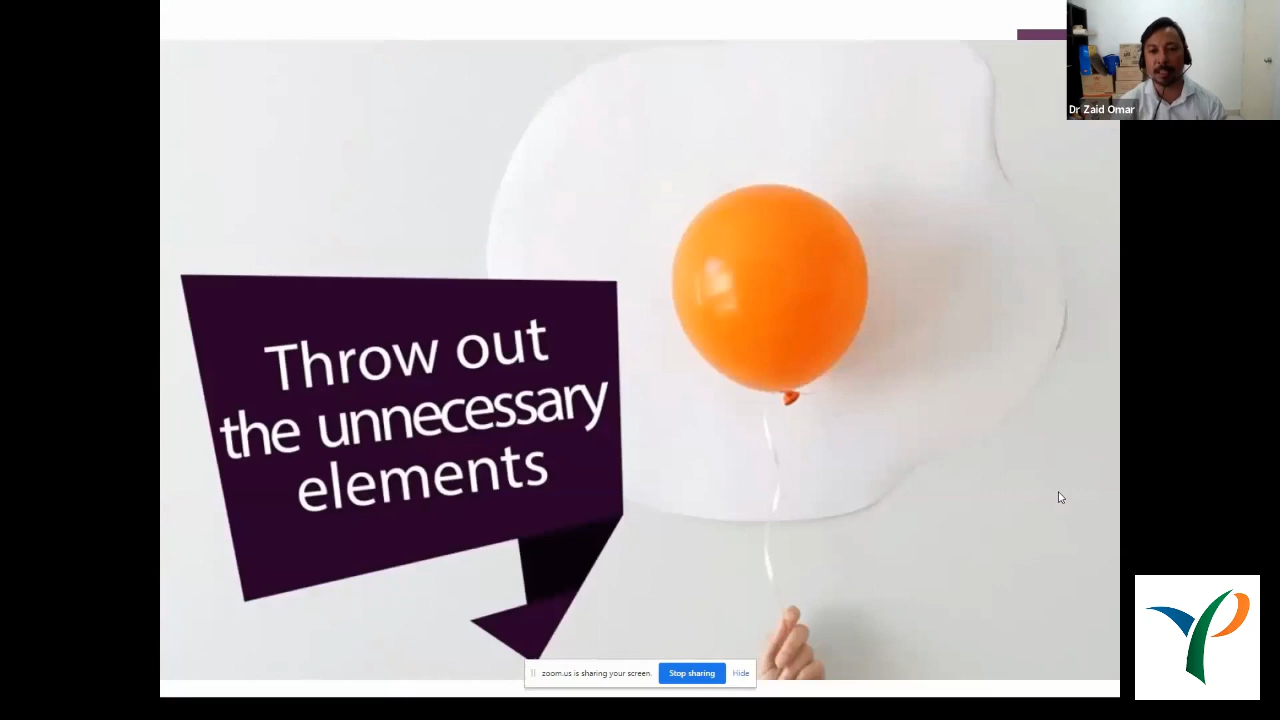 Dr Zaid Omar
Throw out
the unnecessary
elements
zoom.us is sharing your screen.
Stop sharing
Hide